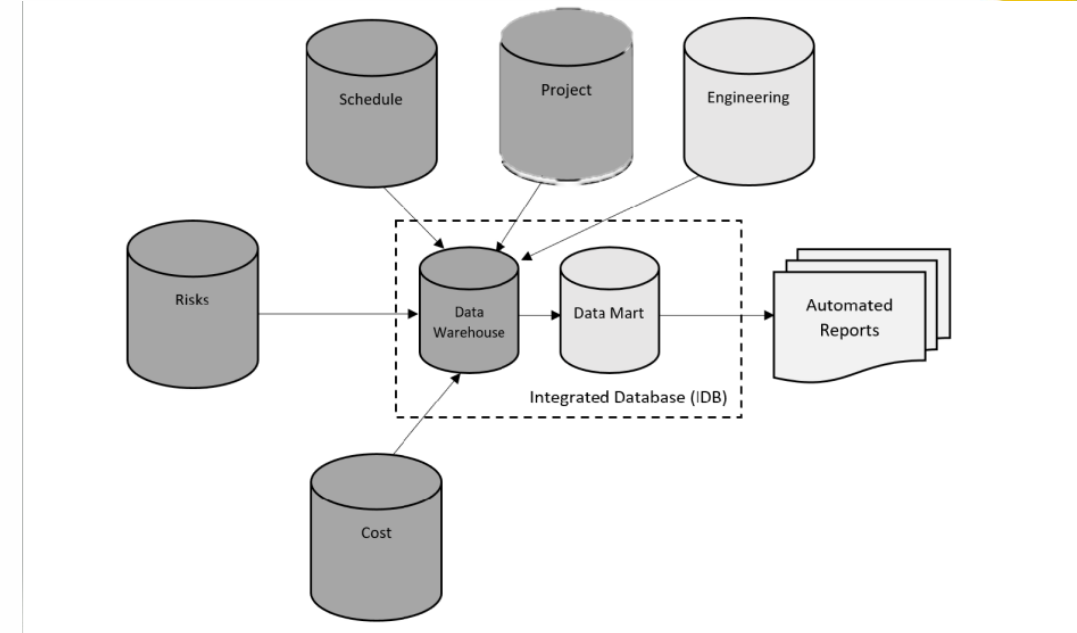 Schedule
Project
Engineering
Risks
Data
Warehouse
Data Mart
Automated
Reports
Integrated Database (IDB)
Cost